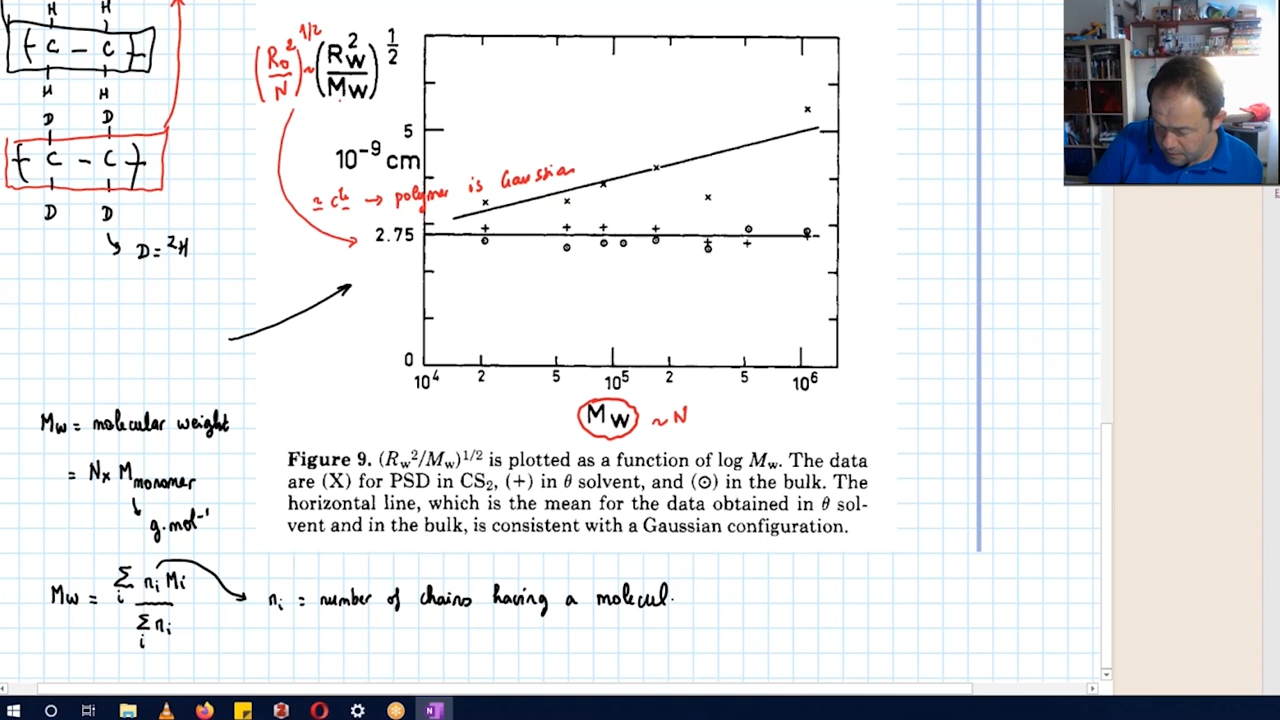 H H
C - C
H H
D D
C - C
D D
D = ²H
(R₀²/N)^1/2 ~ (R_W²/M_W)^1/2
5
10⁻⁹ cm
~ cte → polymer is Gaussian
2.75
0
10⁴ 2 5 10⁵ 2 5 10⁶
M_W ~ N
Figure 9. (Rw²/Mw)^1/2 is plotted as a function of log Mw. The data
are (X) for PSD in CS₂, (+) in θ solvent, and (⊙) in the bulk. The
horizontal line, which is the mean for the data obtained in θ sol-
vent and in the bulk, is consistent with a Gaussian configuration.
Mw = molecular weight
= N x M monomer
g.mol⁻¹
Mw = Σi ni Mi / Σi ni
ni = number of chains having a molecul